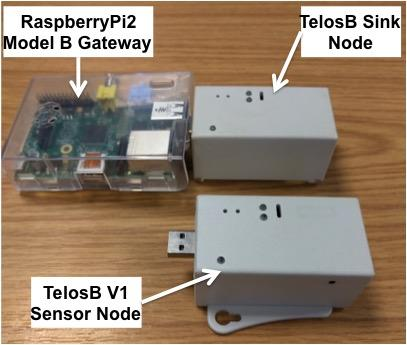 RaspberryPi2
Model B Gateway
TelosB Sink
Node
TelosB V1
Sensor Node